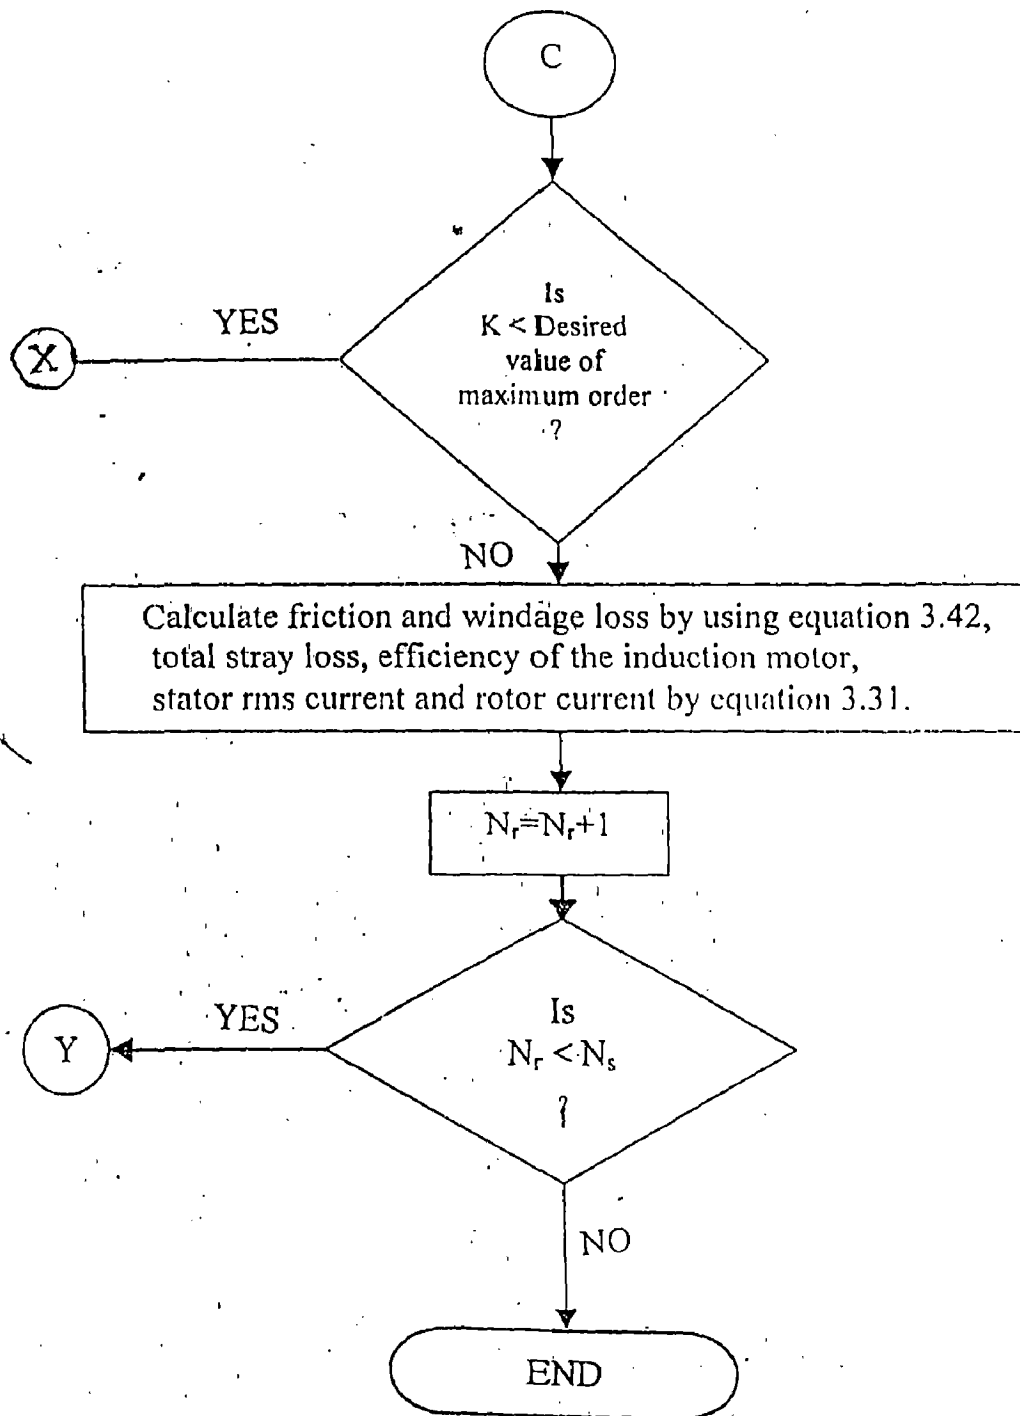 C
Is
K < Desired
value of
maximum order
?
YES
X
NO
Calculate friction and windage loss by using equation 3.42,
total stray loss, efficiency of the induction motor,
stator rms current and rotor current by equation 3.31.
Nr=Nr+1
Is
Nr < Ns
?
YES
Y
NO
END